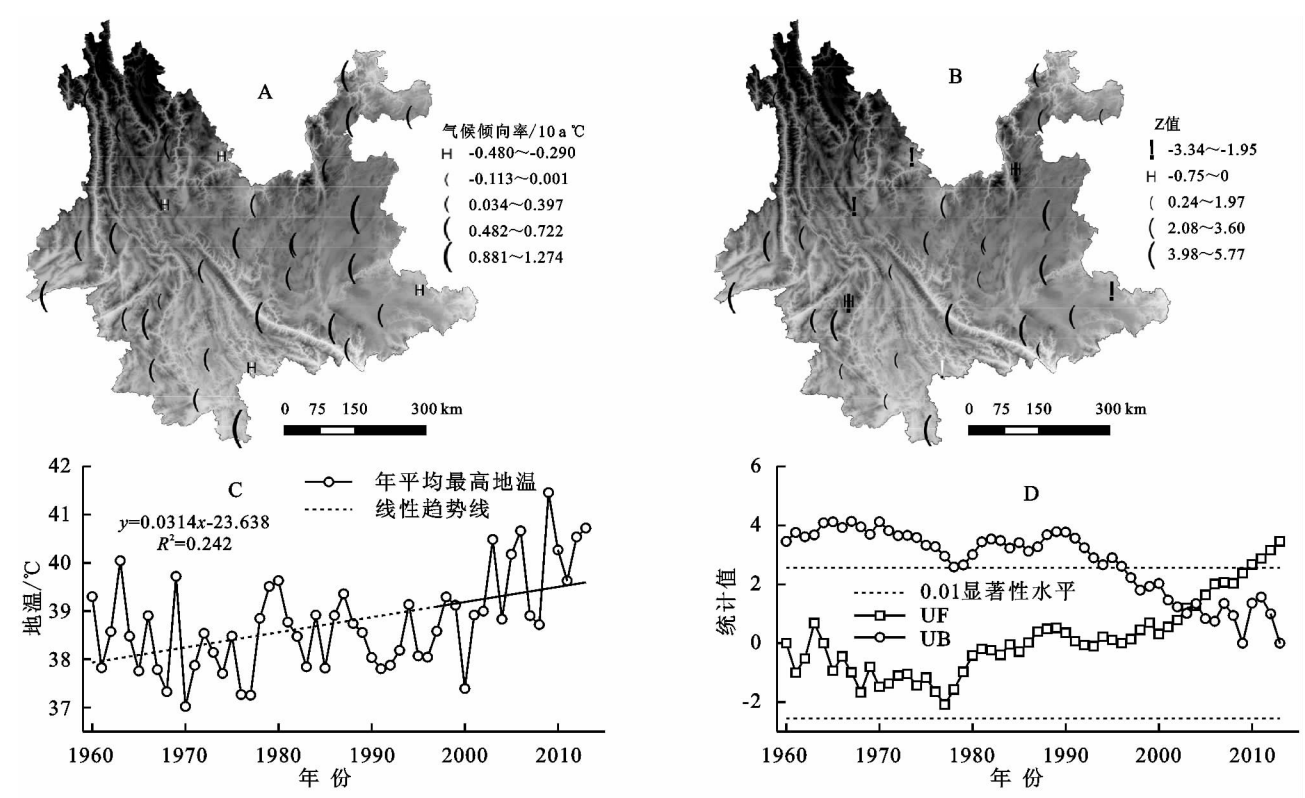 A
气候倾向率/10 a ℃
H -0.480～-0.290
( -0.113～0.001
( 0.034～0.397
( 0.482～0.722
( 0.881～1.274
0 75 150 300 km
B
Z值
! -3.34～-1.95
H -0.75～0
( 0.24～1.97
( 2.08～3.60
( 3.98～5.77
0 75 150 300 km
C
年平均最高地温
线性趋势线
y=0.0314x-23.638
R²=0.242
地温/℃
42
41
40
39
38
37
1960 1970 1980 1990 2000 2010
年 份
D
0.01显著性水平
UF
UB
统计值
6
4
2
0
-2
1960 1970 1980 1990 2000 2010
年 份